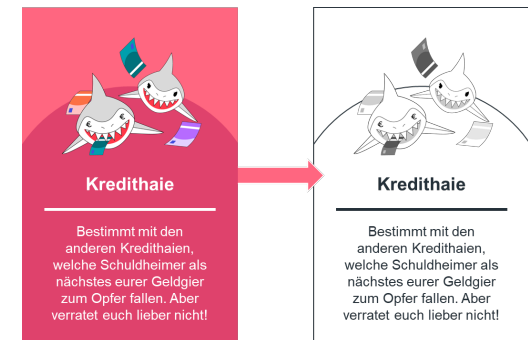 Kredithaie
Bestimmt mit den
anderen Kredithaien,
welche Schuldheimer als
nächstes eurer Geldgier
zum Opfer fallen. Aber
verratet euch lieber nicht!
Kredithaie
Bestimmt mit den
anderen Kredithaien,
welche Schuldheimer als
nächstes eurer Geldgier
zum Opfer fallen. Aber
verratet euch lieber nicht!